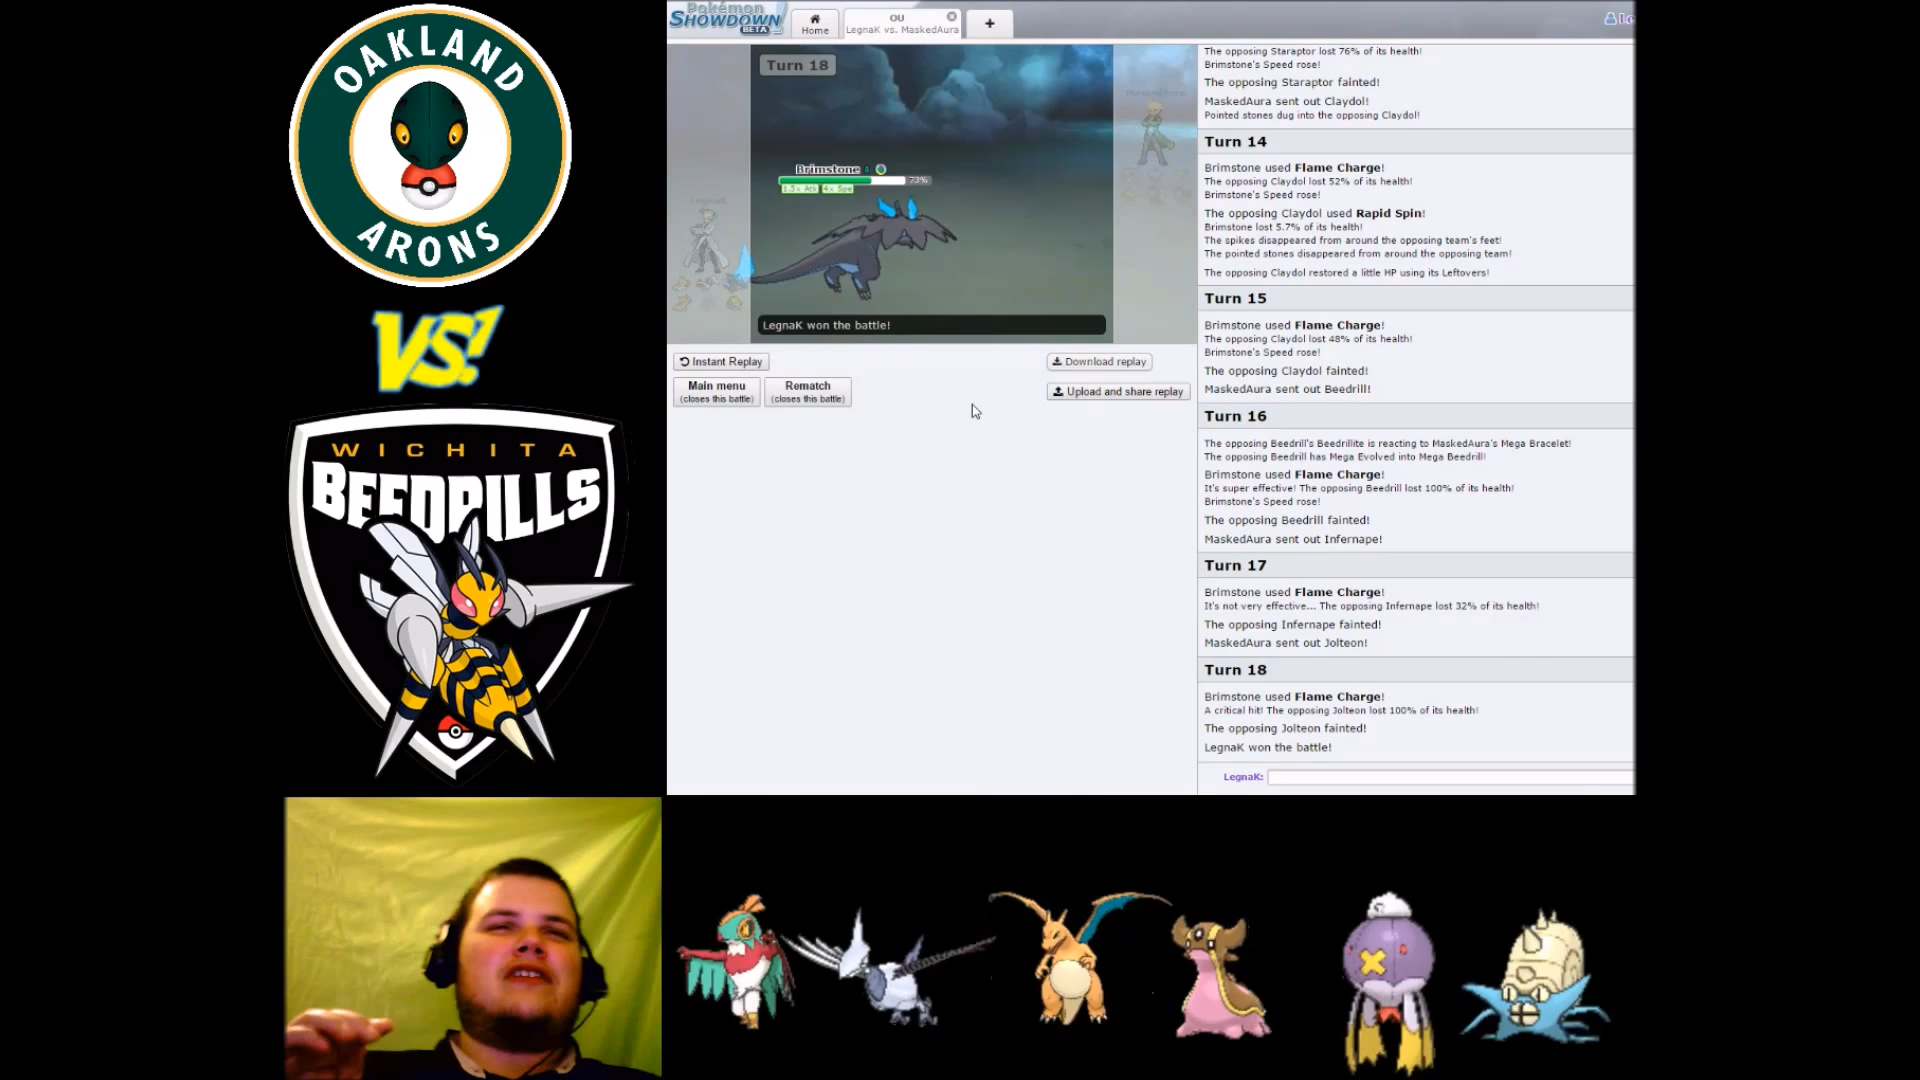 OAKLAND
ARONS
VS!
WICHITA
BEEDRILLS
Pokémon
SHOWDOWN
BETA
Home
OU
LegnaK vs. MaskedAura
+
Le
Turn 18
Brimstone
73%
1.5x Atk 4x Spe
LegnaK won the battle!
Instant Replay
Download replay
Main menu
(closes this battle)
Rematch
(closes this battle)
Upload and share replay
The opposing Staraptor lost 76% of its health!
Brimstone's Speed rose!
The opposing Staraptor fainted!
MaskedAura sent out Claydol!
Pointed stones dug into the opposing Claydol!
Turn 14
Brimstone used Flame Charge!
The opposing Claydol lost 52% of its health!
Brimstone's Speed rose!
The opposing Claydol used Rapid Spin!
Brimstone lost 5.7% of its health!
The spikes disappeared from around the opposing team's feet!
The pointed stones disappeared from around the opposing team!
The opposing Claydol restored a little HP using its Leftovers!
Turn 15
Brimstone used Flame Charge!
The opposing Claydol lost 48% of its health!
Brimstone's Speed rose!
The opposing Claydol fainted!
MaskedAura sent out Beedrill!
Turn 16
The opposing Beedrill's Beedrillite is reacting to MaskedAura's Mega Bracelet!
The opposing Beedrill has Mega Evolved into Mega Beedrill!
Brimstone used Flame Charge!
It's super effective! The opposing Beedrill lost 100% of its health!
Brimstone's Speed rose!
The opposing Beedrill fainted!
MaskedAura sent out Infernape!
Turn 17
Brimstone used Flame Charge!
It's not very effective... The opposing Infernape lost 32% of its health!
The opposing Infernape fainted!
MaskedAura sent out Jolteon!
Turn 18
Brimstone used Flame Charge!
A critical hit! The opposing Jolteon lost 100% of its health!
The opposing Jolteon fainted!
LegnaK won the battle!
LegnaK: